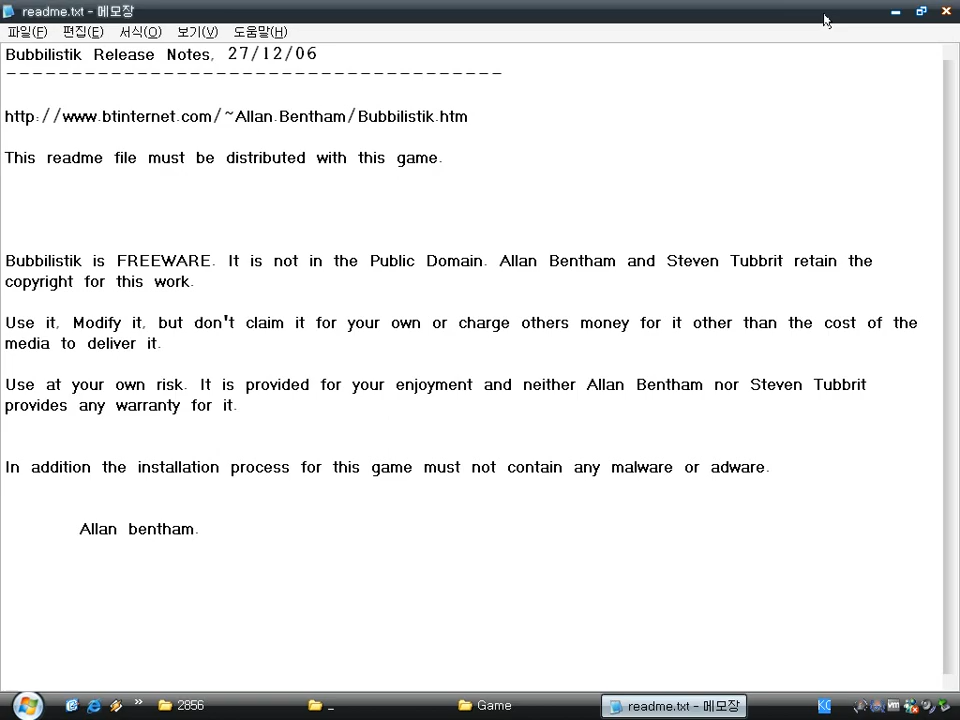 readme.txt - 메모장
파일(F) 편집(E) 서식(O) 보기(V) 도움말(H)
Bubbilistik Release Notes, 27/12/06
--------------------------------------
http://www.btinternet.com/~Allan.Bentham/Bubbilistik.htm
This readme file must be distributed with this game.
Bubbilistik is FREEWARE. It is not in the Public Domain. Allan Bentham and Steven Tubbrit retain the
copyright for this work.
Use it, Modify it, but don't claim it for your own or charge others money for it other than the cost of the
media to deliver it.
Use at your own risk. It is provided for your enjoyment and neither Allan Bentham nor Steven Tubbrit
provides any warranty for it.
In addition the installation process for this game must not contain any malware or adware.
Allan bentham.
2856 _ Game readme.txt - 메모장 KC